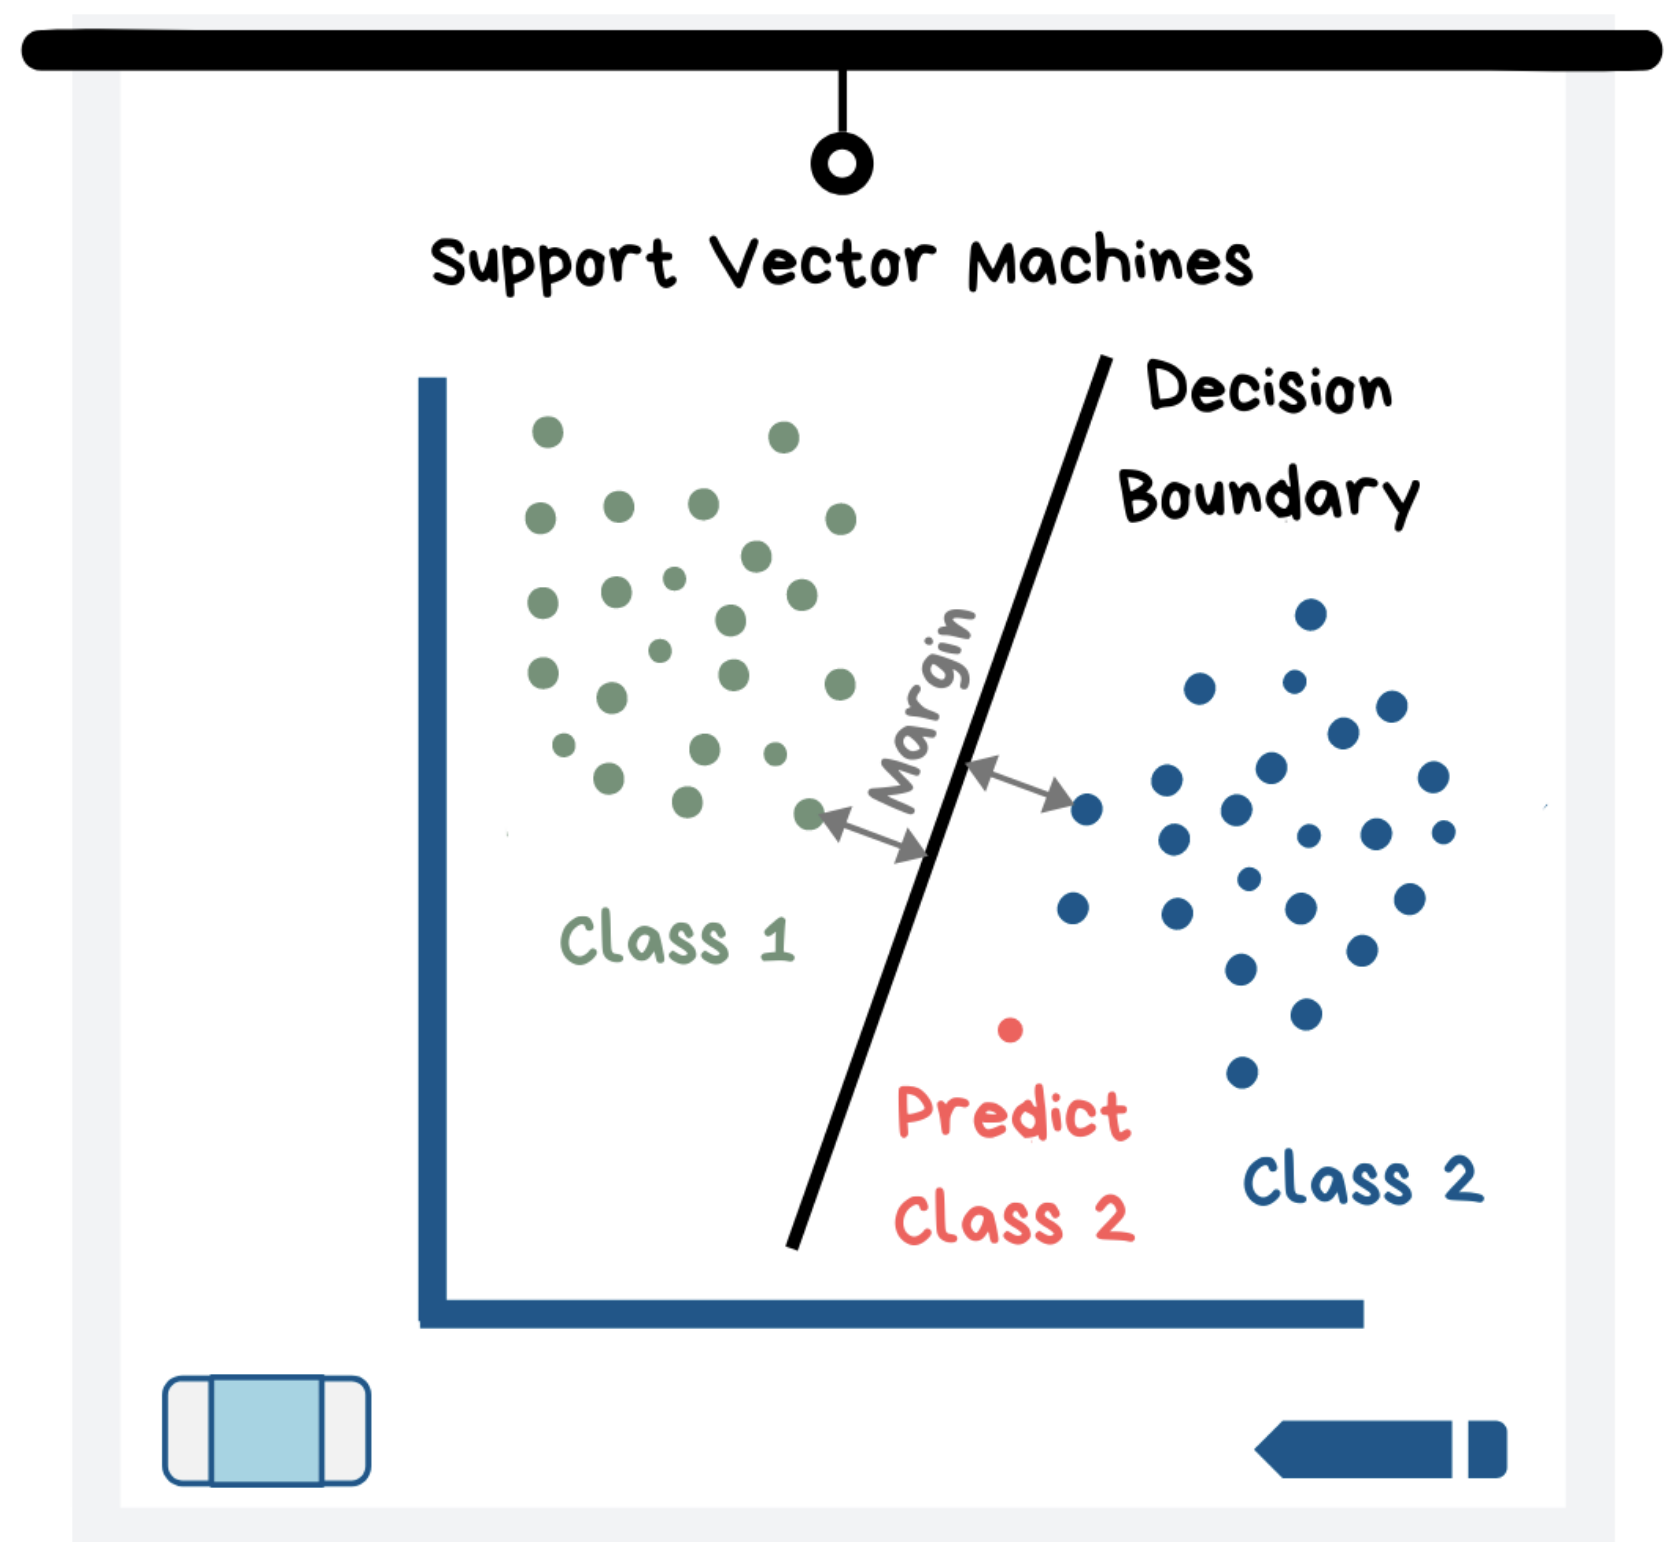 Support Vector Machines
Decision
Boundary
Margin
Class 1
Predict
Class 2
Class 2